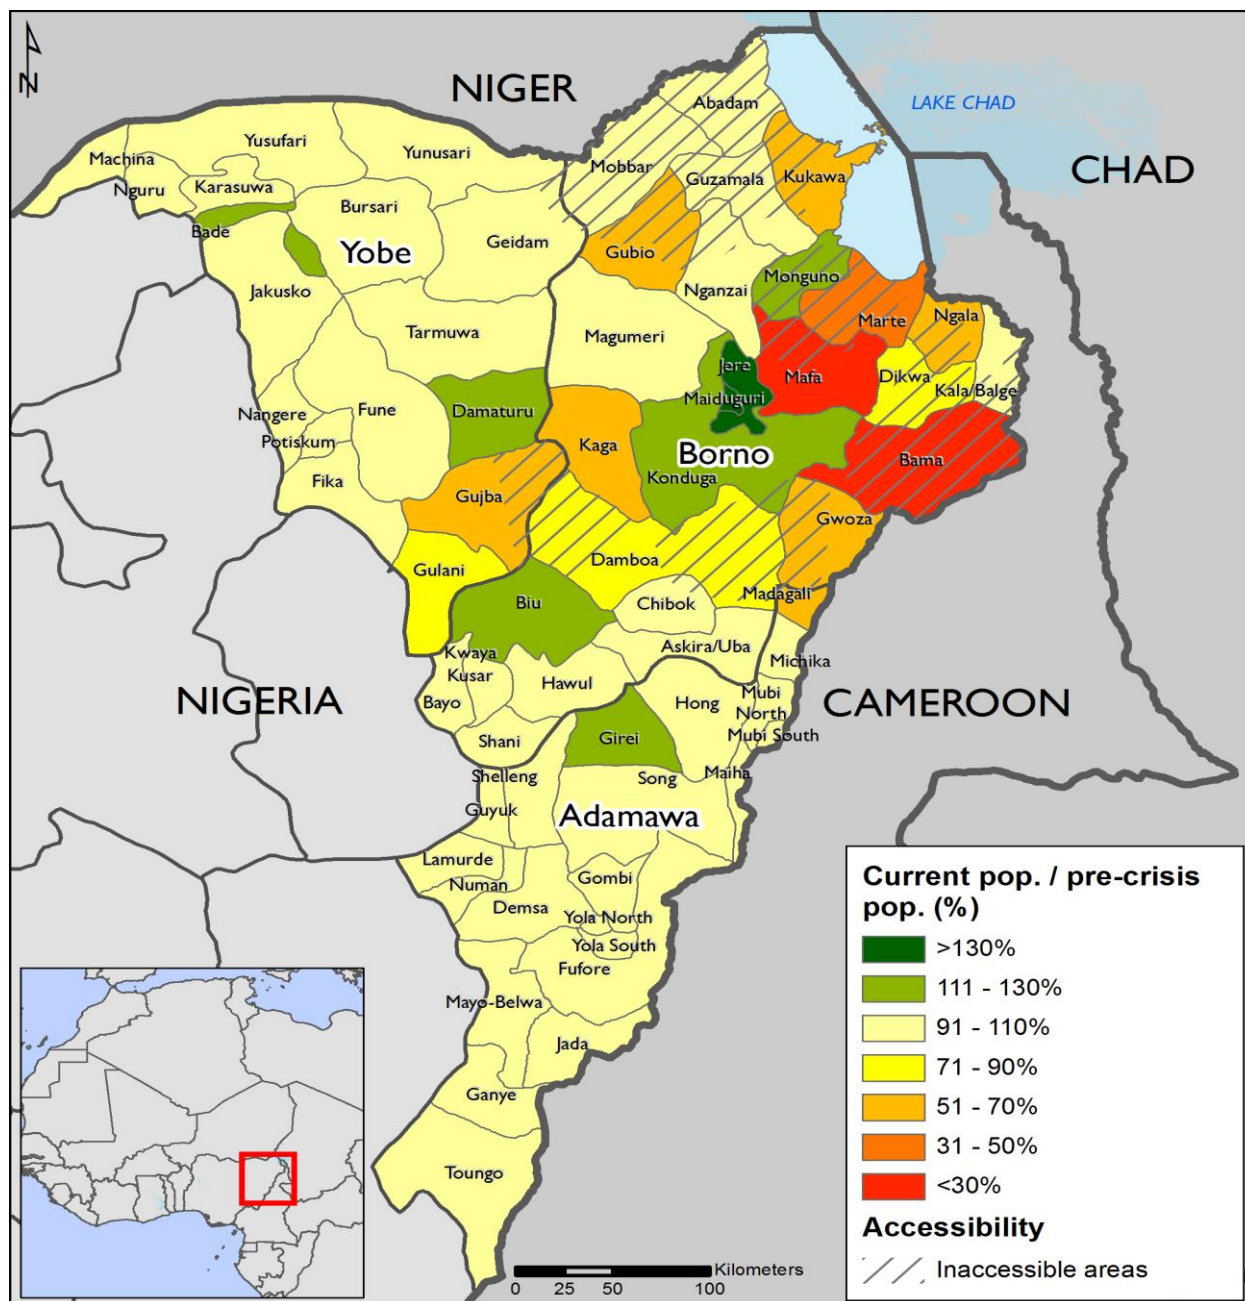 NIGER
LAKE CHAD
CHAD
N
Abadam
Yusufari
Machina
Yunusari
Mobbar
Nguru
Karasuwa
Guzamala
Kukawa
Bursari
Bade
Yobe
Geidam
Gubio
Monguno
Jakusko
Nganzai
Marte
Ngala
Tarmuwa
Magumeri
Jere
Mafa
Dikwa
Kala/Balge
Maiduguri
Nangere
Fune
Damaturu
Potiskum
Kaga
Borno
Bama
Fika
Konduga
Gujba
Gwoza
Gulani
Damboa
Madagali
Biu
Chibok
Kwaya
Kusar
Askira/Uba
Michika
Hawul
NIGERIA
Bayo
Hong
Mubi
North
CAMEROON
Shani
Girei
Mubi South
Shelleng
Song
Maiha
Guyuk
Adamawa
Lamurde
Numan
Gombi
Demsa
Yola North
Yola South
Fufore
Mayo-Belwa
Jada
Ganye
Toungo
Current pop. / pre-crisis
pop. (%)
>130%
111 - 130%
91 - 110%
71 - 90%
51 - 70%
31 - 50%
<30%
Accessibility
Inaccessible areas
Kilometers
0 25 50 100